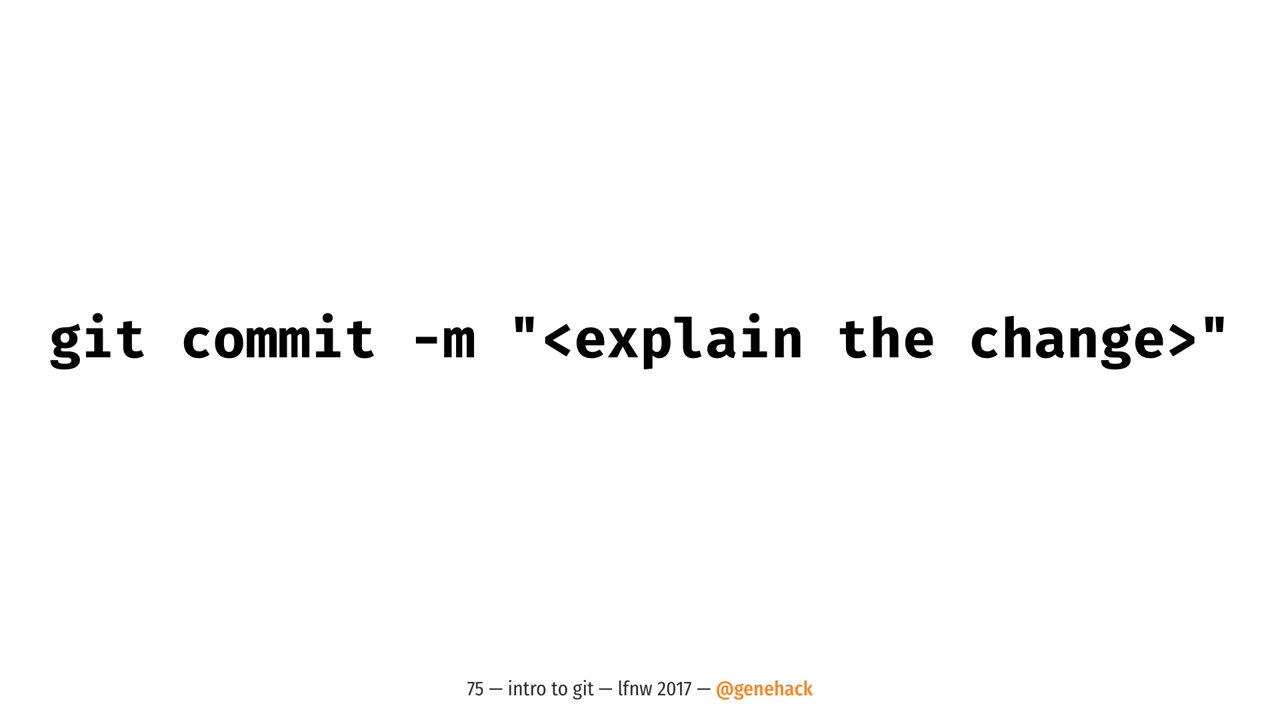 git commit -m "<explain the change>"
75 — intro to git — lfnw 2017 — @genehack